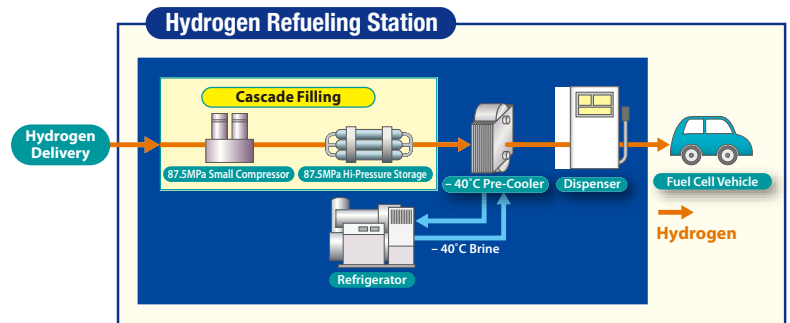 Hydrogen Refueling Station
Cascade Filling
Hydrogen
Delivery
87.5MPa Small Compressor
87.5MPa Hi-Pressure Storage
– 40˚C Pre-Cooler
Dispenser
Fuel Cell Vehicle
Hydrogen
– 40˚C Brine
Refrigerator